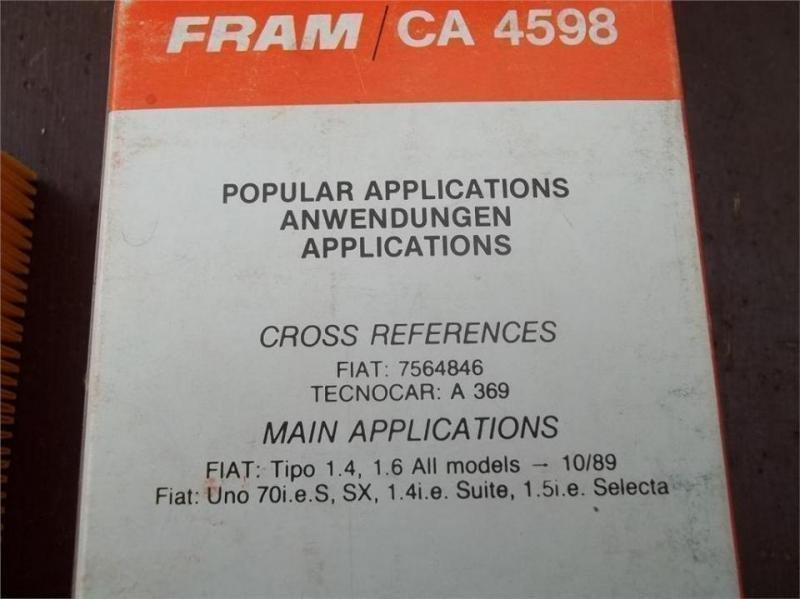 FRAM / CA 4598
POPULAR APPLICATIONS
ANWENDUNGEN
APPLICATIONS
CROSS REFERENCES
FIAT: 7564846
TECNOCAR: A 369
MAIN APPLICATIONS
FIAT: Tipo 1.4, 1.6 All models – 10/89
Fiat: Uno 70i.e.S, SX, 1.4i.e. Suite, 1.5i.e. Selecta